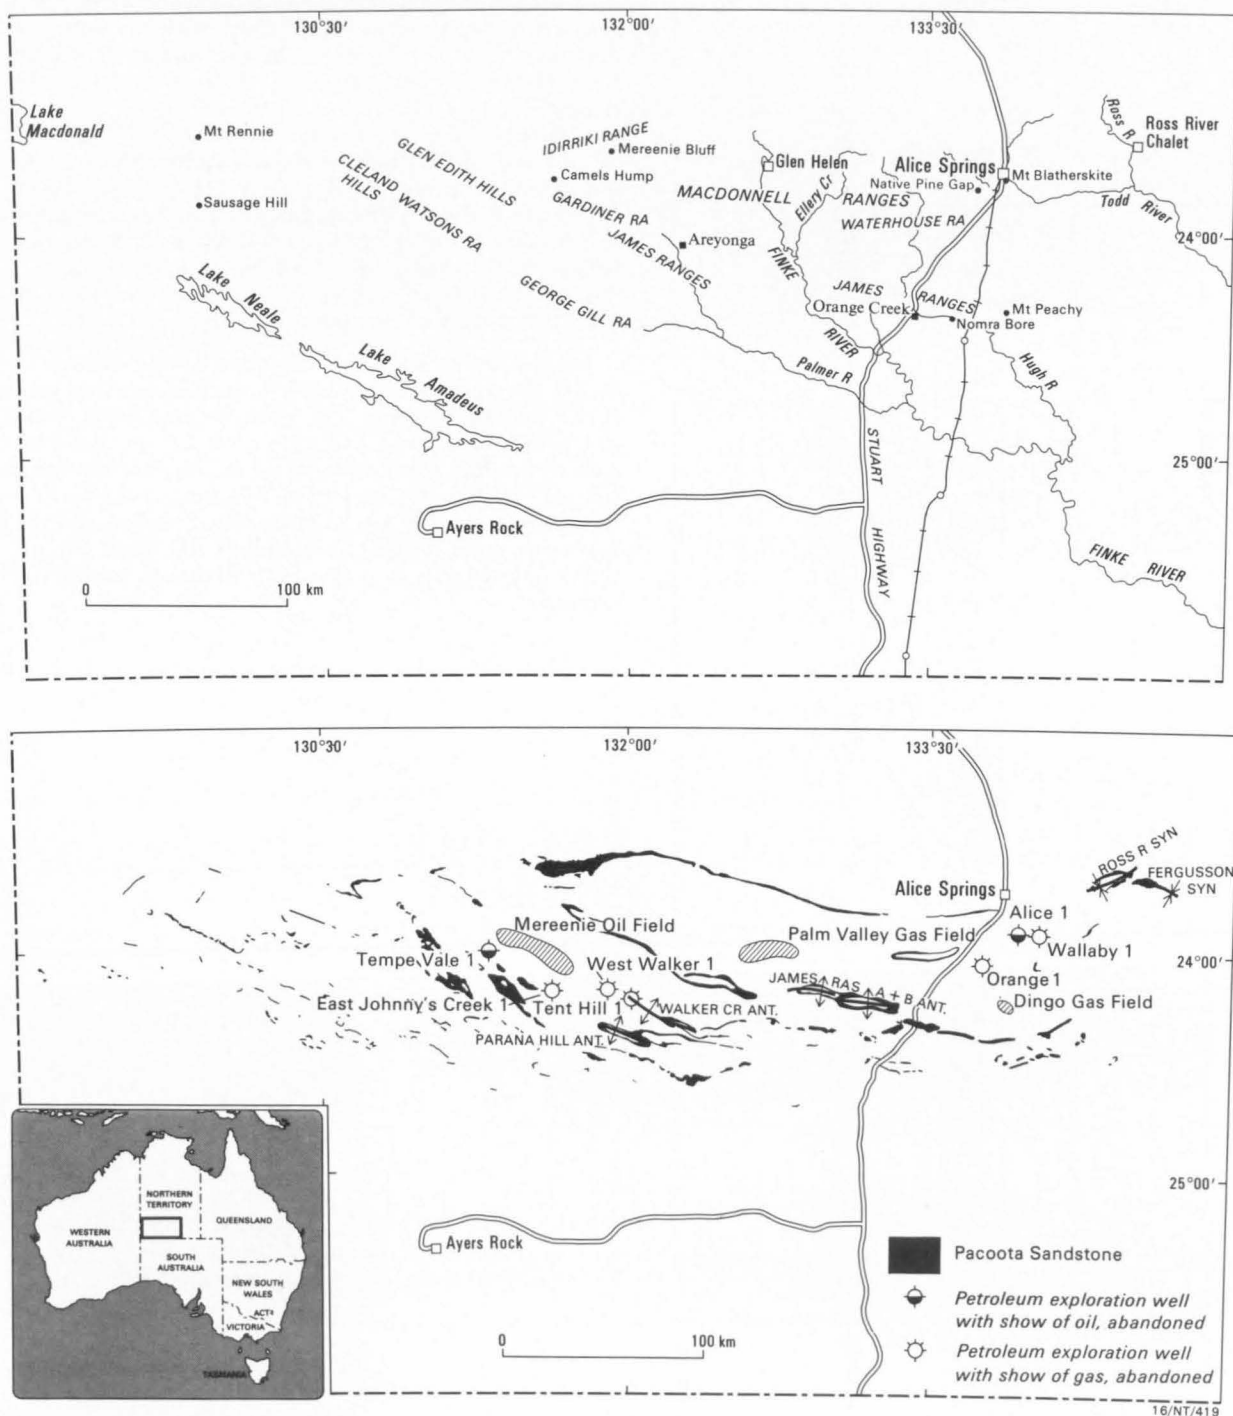 130°30'
132°00'
133°30'
Lake
Macdonald
Mt Rennie
Sausage Hill
GLEN EDITH HILLS
CLELAND
HILLS
WATSONS RA
IDIRRIKI RANGE
Mereenie Bluff
Camels Hump
GARDINER RA
JAMES RANGES
Areyonga
GEORGE GILL RA
Glen Helen
MACDONNELL
RANGES
Ellery Cr
Native Pine Gap
WATERHOUSE RA
Alice Springs
Mt Blatherskite
Ross R
Ross River
Chalet
Todd River
24°00'
Lake Neale
Lake Amadeus
FINKE
RIVER
JAMES
RANGES
Orange Creek
Nomra Bore
Mt Peachy
Hugh R
Palmer R
STUART
HIGHWAY
25°00'
FINKE RIVER
Ayers Rock
0
100 km
130°30'
132°00'
133°30'
ROSS R SYN
FERGUSSON
SYN
Alice Springs
Alice 1
Wallaby 1
Mereenie Oil Field
Palm Valley Gas Field
Tempe Vale 1
West Walker 1
24°00'
Orange 1
East Johnny's Creek 1
Tent Hill 1
WALKER CR ANT.
JAMES RAS A + B ANT.
Dingo Gas Field
PARANA HILL ANT.
25°00'
Ayers Rock
0
100 km
NORTHERN
TERRITORY
WESTERN
AUSTRALIA
QUEENSLAND
SOUTH
AUSTRALIA
NEW SOUTH
WALES
ACT
VICTORIA
TASMANIA
Pacoota Sandstone
Petroleum exploration well
with show of oil, abandoned
Petroleum exploration well
with show of gas, abandoned
16/NT/419